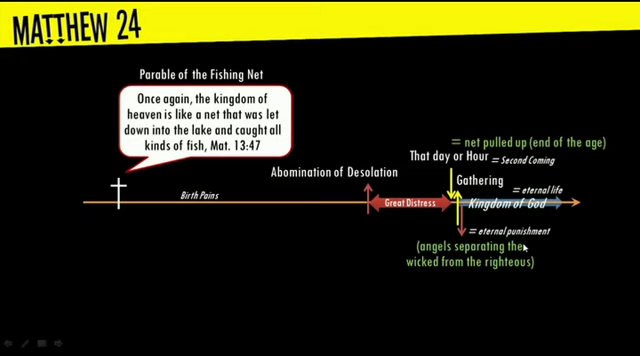 MATTHEW 24
Parable of the Fishing Net
Once again, the kingdom of
heaven is like a net that was let
down into the lake and caught all
kinds of fish, Mat. 13:47
= net pulled up (end of the age)
That day or Hour = Second Coming
Abomination of Desolation
Gathering
= eternal life
Birth Pains
Great Distress
Kingdom of God
= eternal punishment
(angels separating the
wicked from the righteous)